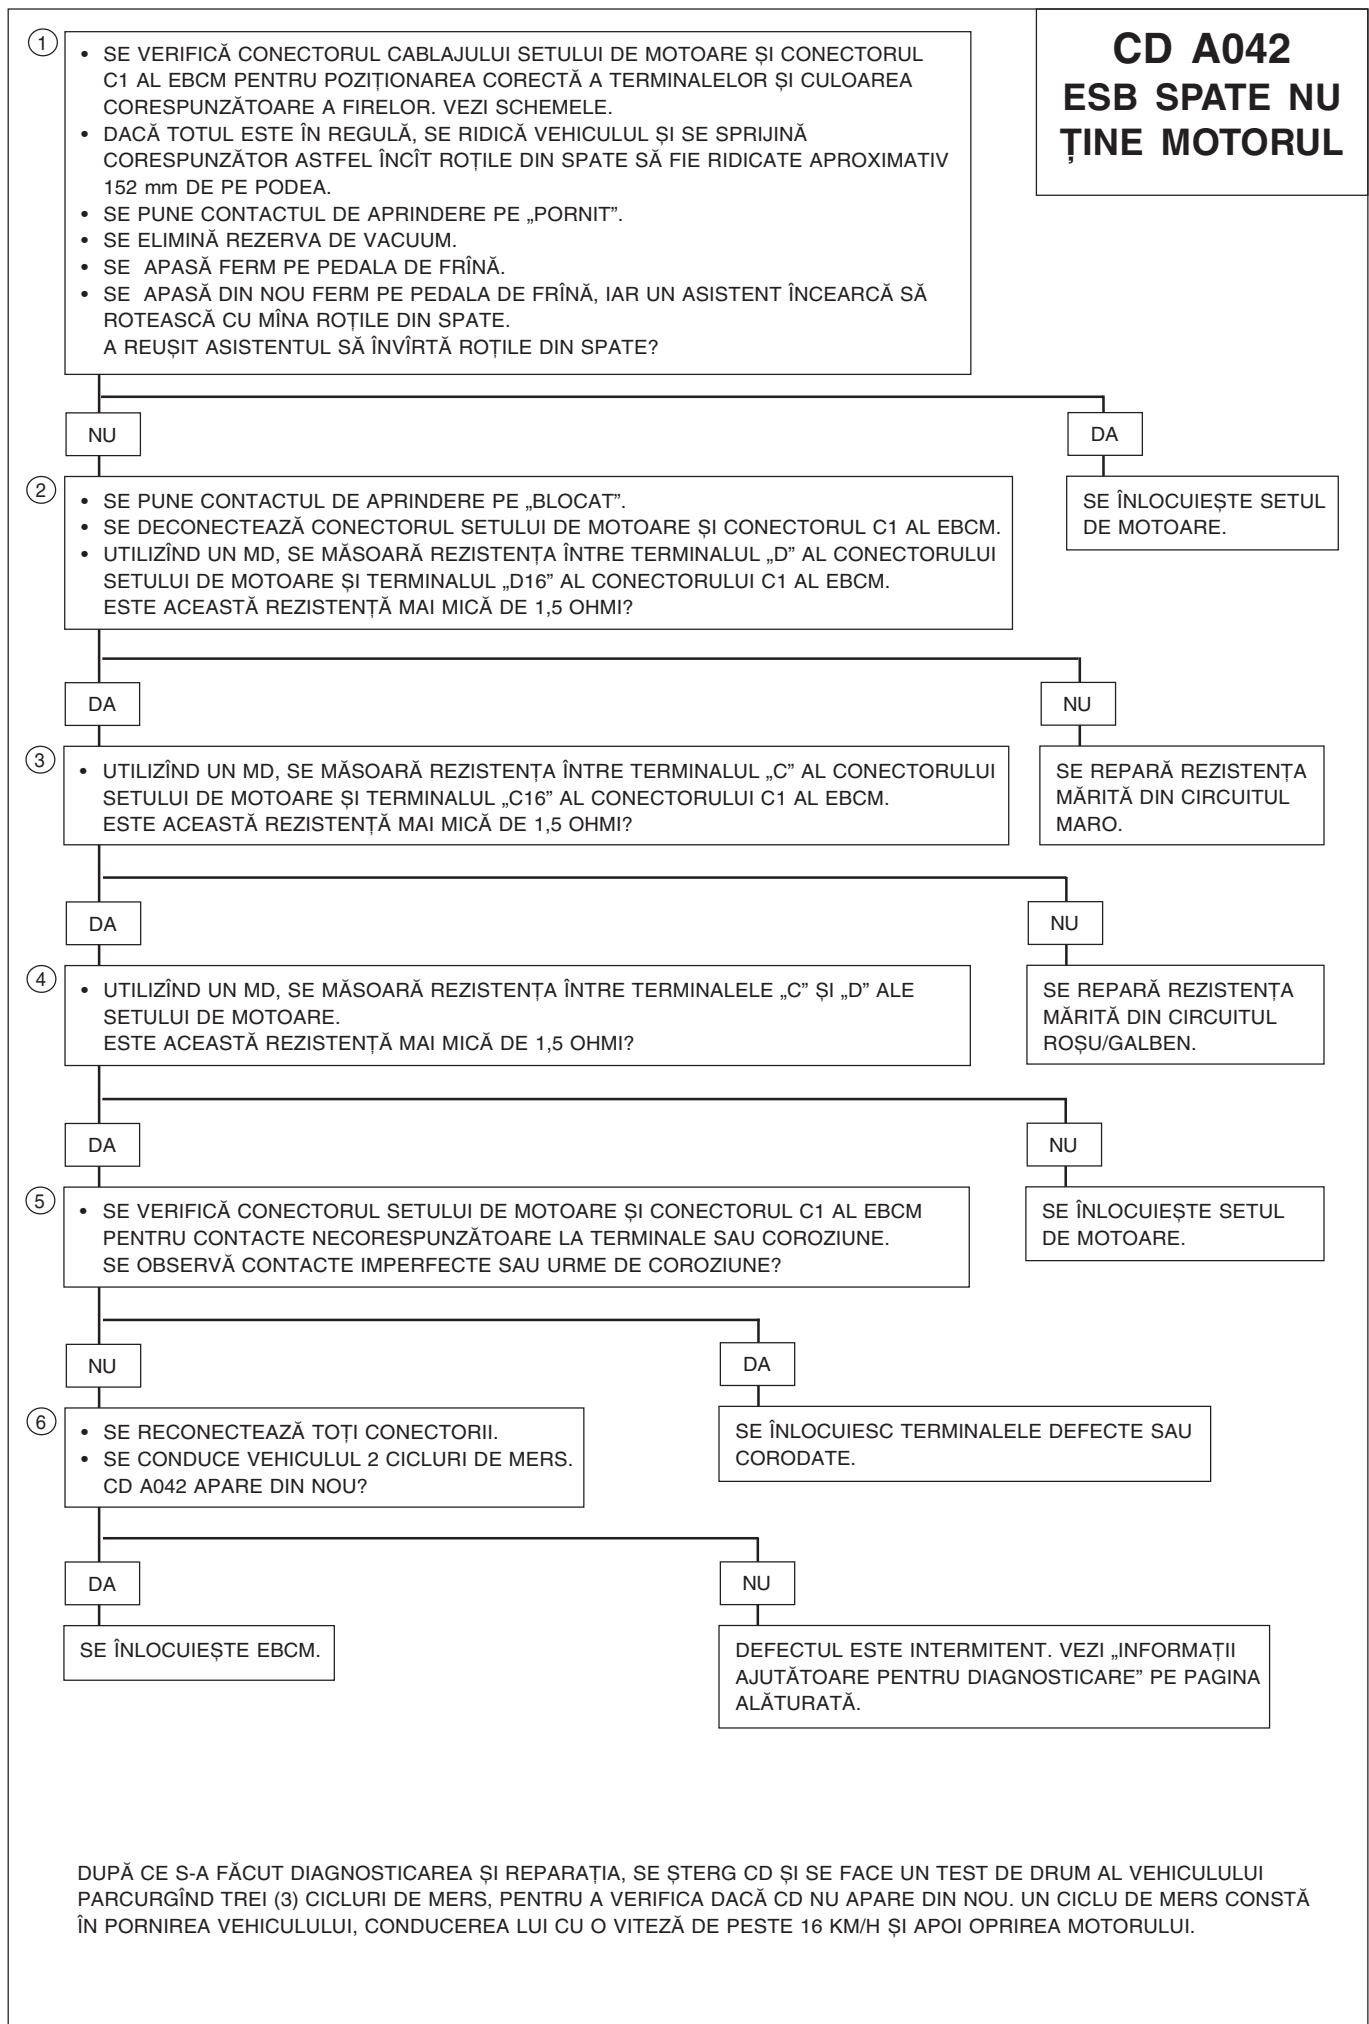 CD A042
ESB SPATE NU
ȚINE MOTORUL
1
• SE VERIFICĂ CONECTORUL CABLAJULUI SETULUI DE MOTOARE ȘI CONECTORUL
C1 AL EBCM PENTRU POZIȚIONAREA CORECTĂ A TERMINALELOR ȘI CULOAREA
CORESPUNZĂTOARE A FIRELOR. VEZI SCHEMELE.
• DACĂ TOTUL ESTE ÎN REGULĂ, SE RIDICĂ VEHICULUL ȘI SE SPRIJINĂ
CORESPUNZĂTOR ASTFEL ÎNCÎT ROȚILE DIN SPATE SĂ FIE RIDICATE APROXIMATIV
152 mm DE PE PODEA.
• SE PUNE CONTACTUL DE APRINDERE PE „PORNIT”.
• SE ELIMINĂ REZERVA DE VACUUM.
• SE APASĂ FERM PE PEDALA DE FRÎNĂ.
• SE APASĂ DIN NOU FERM PE PEDALA DE FRÎNĂ, IAR UN ASISTENT ÎNCEARCĂ SĂ
ROTEASCĂ CU MÎNA ROȚILE DIN SPATE.
A REUȘIT ASISTENTUL SĂ ÎNVÎRTĂ ROȚILE DIN SPATE?
NU
DA
2
• SE PUNE CONTACTUL DE APRINDERE PE „BLOCAT”.
• SE DECONECTEAZĂ CONECTORUL SETULUI DE MOTOARE ȘI CONECTORUL C1 AL EBCM.
• UTILIZÎND UN MD, SE MĂSOARĂ REZISTENȚA ÎNTRE TERMINALUL „D” AL CONECTORULUI
SETULUI DE MOTOARE ȘI TERMINALUL „D16” AL CONECTORULUI C1 AL EBCM.
ESTE ACEASTĂ REZISTENȚĂ MAI MICĂ DE 1,5 OHMI?
SE ÎNLOCUIEȘTE SETUL
DE MOTOARE.
DA
NU
3
• UTILIZÎND UN MD, SE MĂSOARĂ REZISTENȚA ÎNTRE TERMINALUL „C” AL CONECTORULUI
SETULUI DE MOTOARE ȘI TERMINALUL „C16” AL CONECTORULUI C1 AL EBCM.
ESTE ACEASTĂ REZISTENȚĂ MAI MICĂ DE 1,5 OHMI?
SE REPARĂ REZISTENȚA
MĂRITĂ DIN CIRCUITUL
MARO.
DA
NU
4
• UTILIZÎND UN MD, SE MĂSOARĂ REZISTENȚA ÎNTRE TERMINALELE „C” ȘI „D” ALE
SETULUI DE MOTOARE.
ESTE ACEASTĂ REZISTENȚĂ MAI MICĂ DE 1,5 OHMI?
SE REPARĂ REZISTENȚA
MĂRITĂ DIN CIRCUITUL
ROȘU/GALBEN.
DA
NU
5
• SE VERIFICĂ CONECTORUL SETULUI DE MOTOARE ȘI CONECTORUL C1 AL EBCM
PENTRU CONTACTE NECORESPUNZĂTOARE LA TERMINALE SAU COROZIUNE.
SE OBSERVĂ CONTACTE IMPERFECTE SAU URME DE COROZIUNE?
SE ÎNLOCUIEȘTE SETUL
DE MOTOARE.
NU
DA
6
• SE RECONECTEAZĂ TOȚI CONECTORII.
• SE CONDUCE VEHICULUL 2 CICLURI DE MERS.
CD A042 APARE DIN NOU?
SE ÎNLOCUIESC TERMINALELE DEFECTE SAU
CORODATE.
DA
NU
SE ÎNLOCUIEȘTE EBCM.
DEFECTUL ESTE INTERMITENT. VEZI „INFORMAȚII
AJUTĂTOARE PENTRU DIAGNOSTICARE” PE PAGINA
ALĂTURATĂ.
DUPĂ CE S-A FĂCUT DIAGNOSTICAREA ȘI REPARAȚIA, SE ȘTERG CD ȘI SE FACE UN TEST DE DRUM AL VEHICULULUI
PARCURGÎND TREI (3) CICLURI DE MERS, PENTRU A VERIFICA DACĂ CD NU APARE DIN NOU. UN CICLU DE MERS CONSTĂ
ÎN PORNIREA VEHICULULUI, CONDUCEREA LUI CU O VITEZĂ DE PESTE 16 KM/H ȘI APOI OPRIREA MOTORULUI.